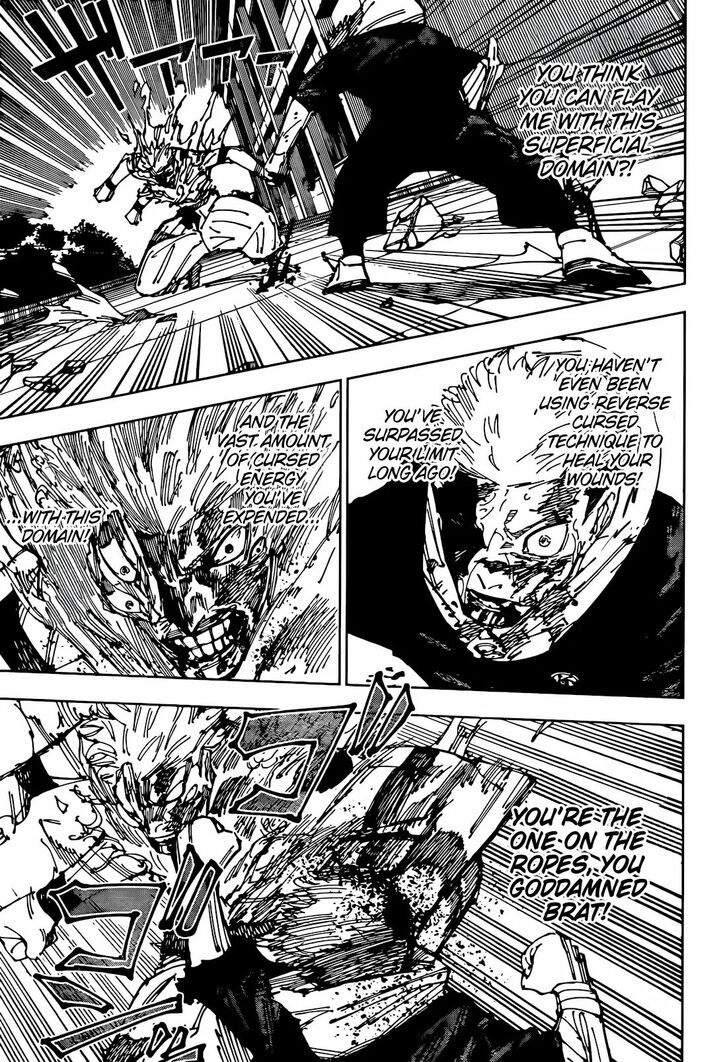 YOU THINK
YOU CAN FLAY
ME WITH THIS
SUPERFICIAL
DOMAIN?!
YOU HAVEN'T
EVEN BEEN
USING REVERSE
CURSED
TECHNIQUE TO
HEAL YOUR
WOUNDS!
YOU'VE
SURPASSED
YOUR LIMIT
LONG AGO!
AND THE
VAST AMOUNT
OF CURSED
ENERGY
YOU'VE
EXPENDED...
...WITH THIS
DOMAIN!
YOU'RE THE
ONE ON THE
ROPES, YOU
GODDAMNED
BRAT!